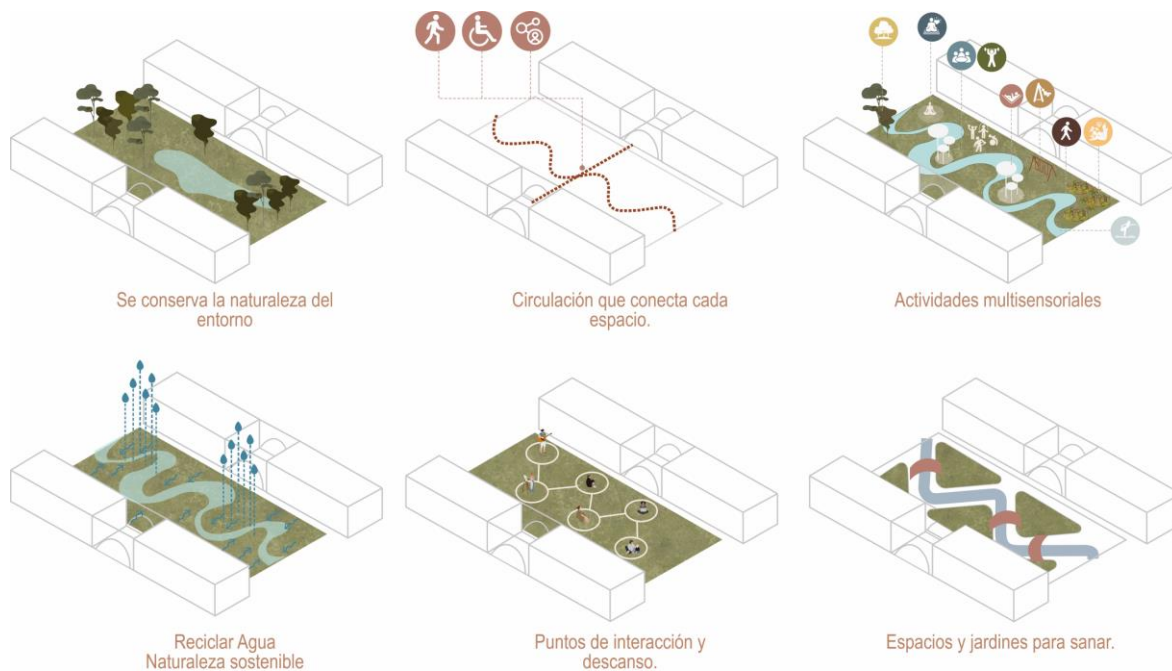 Se conserva la naturaleza del
entorno
Circulación que conecta cada
espacio.
Actividades multisensoriales
Reciclar Agua
Naturaleza sostenible
Puntos de interacción y
descanso.
Espacios y jardines para sanar.